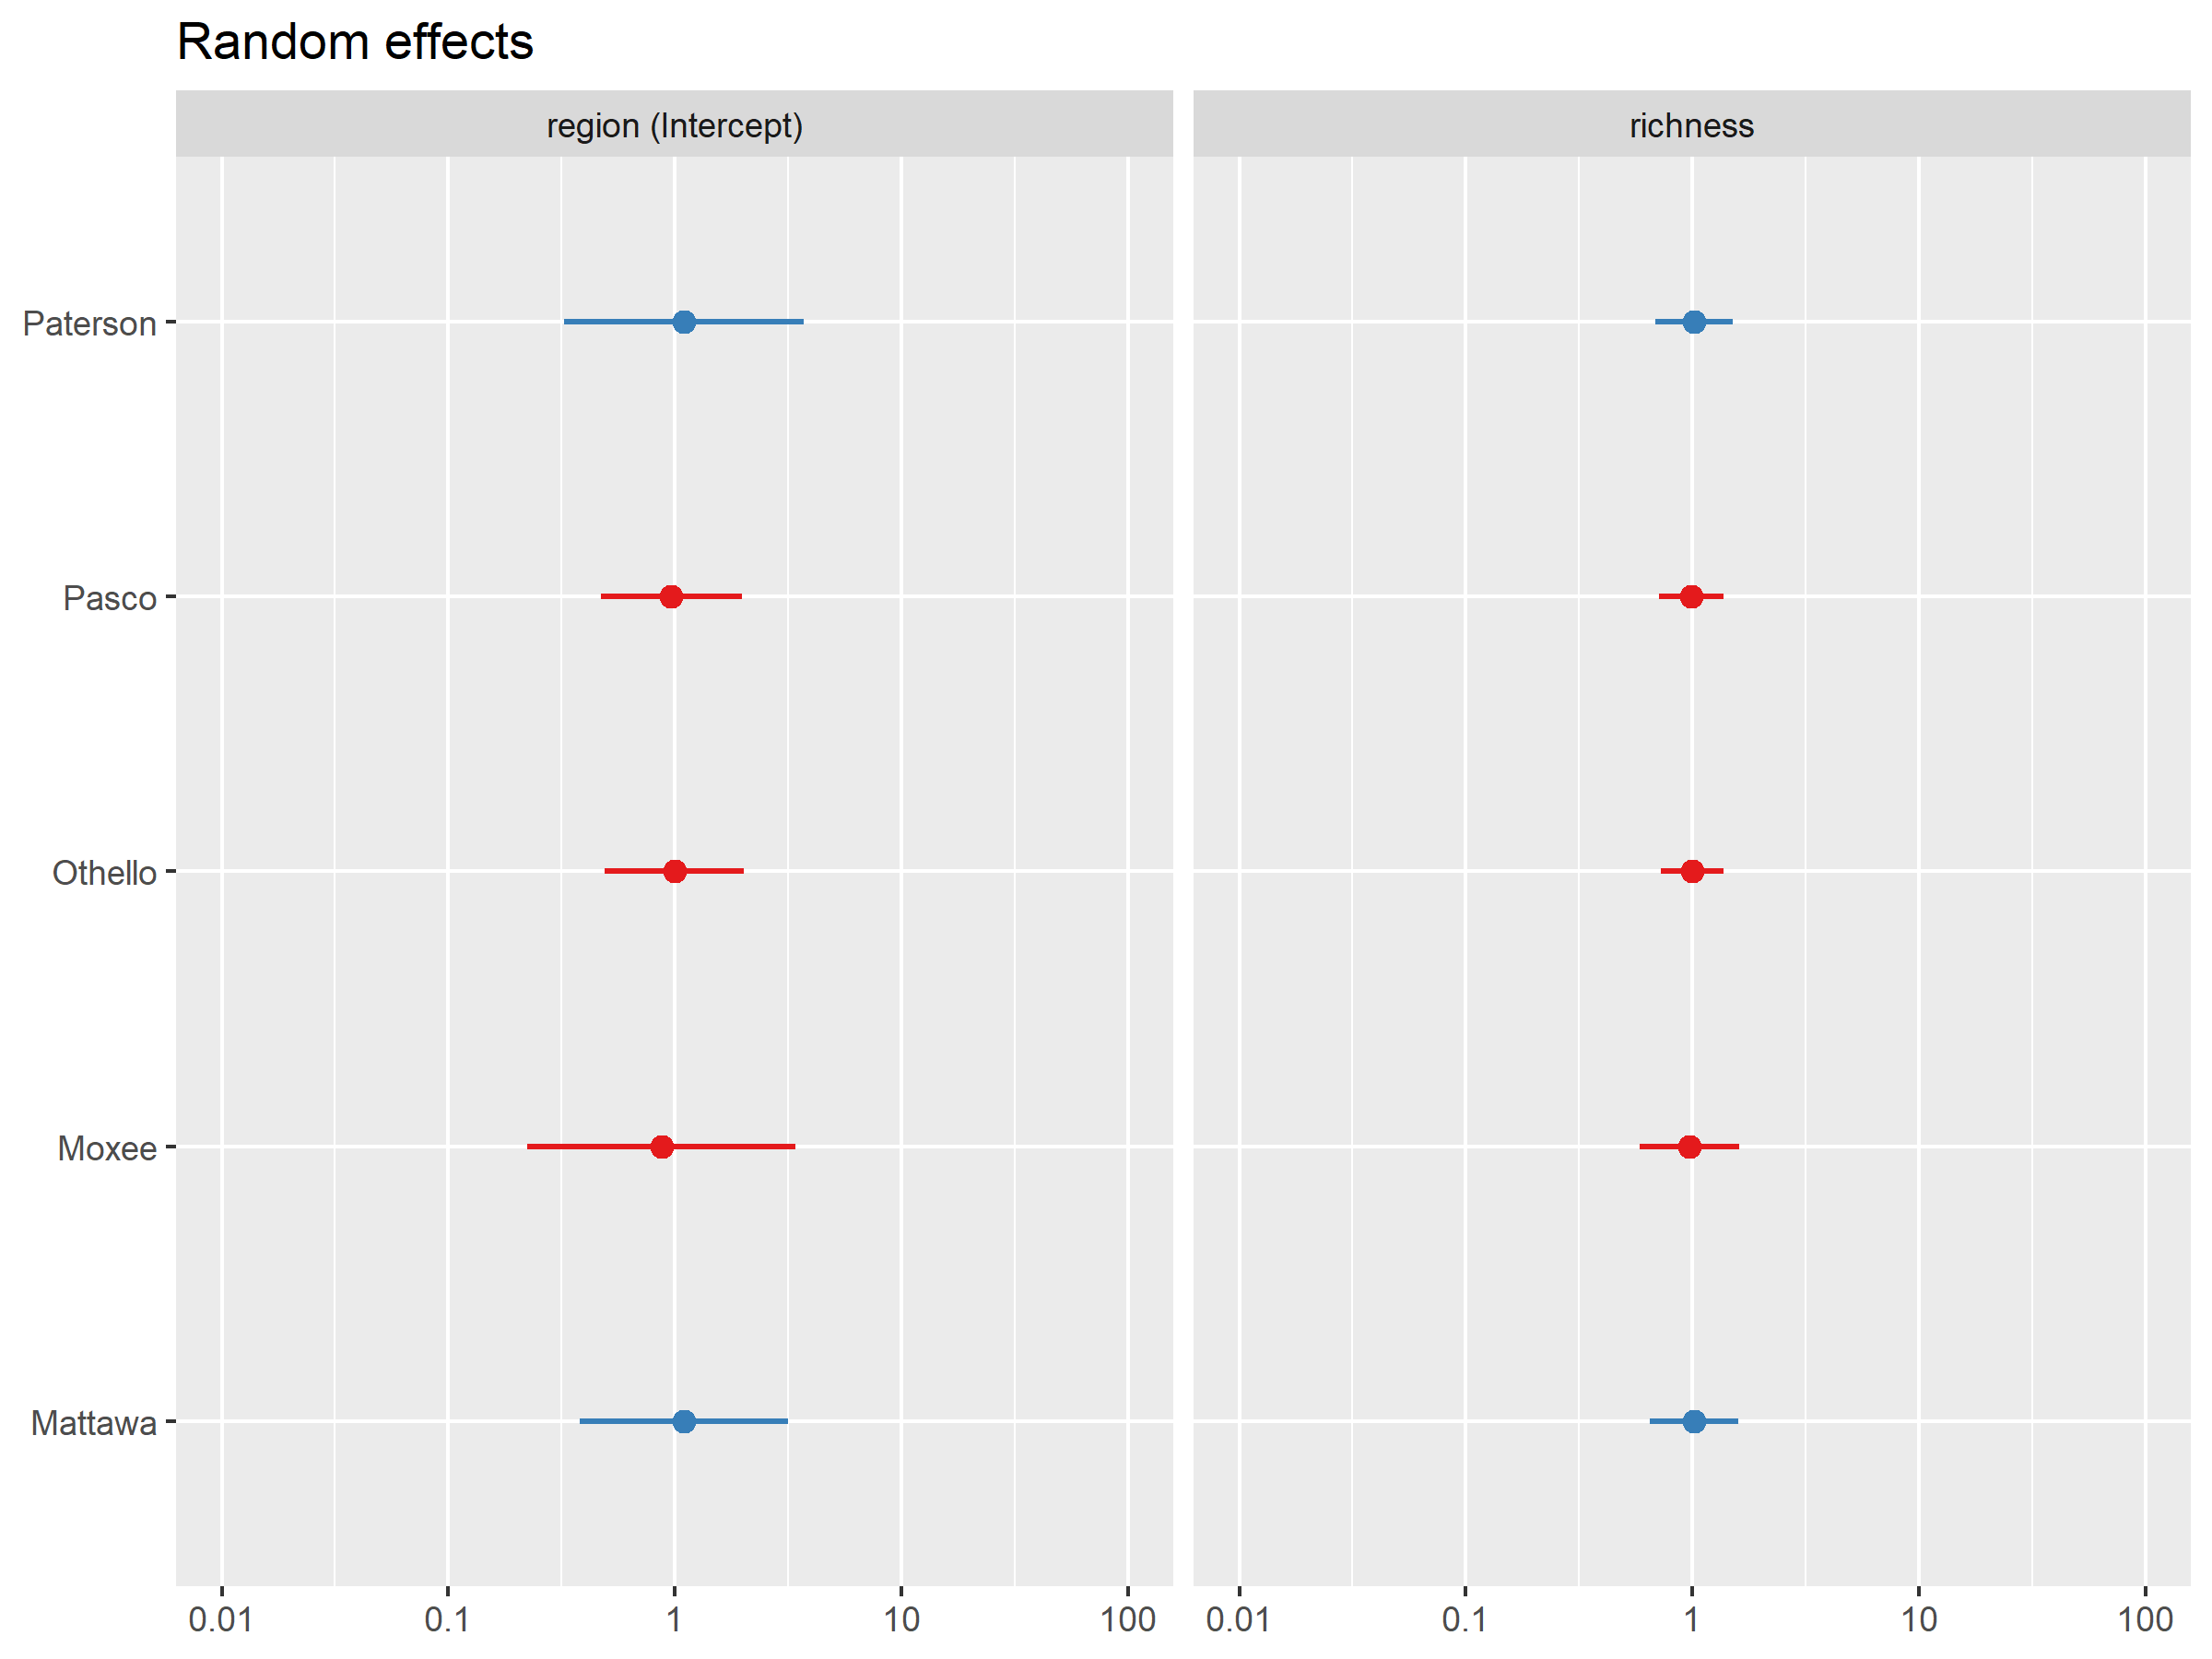 Random effects
region (Intercept)
richness
Paterson
Pasco
Othello
Moxee
Mattawa
0.01 0.1 1 10 100
0.01 0.1 1 10 100